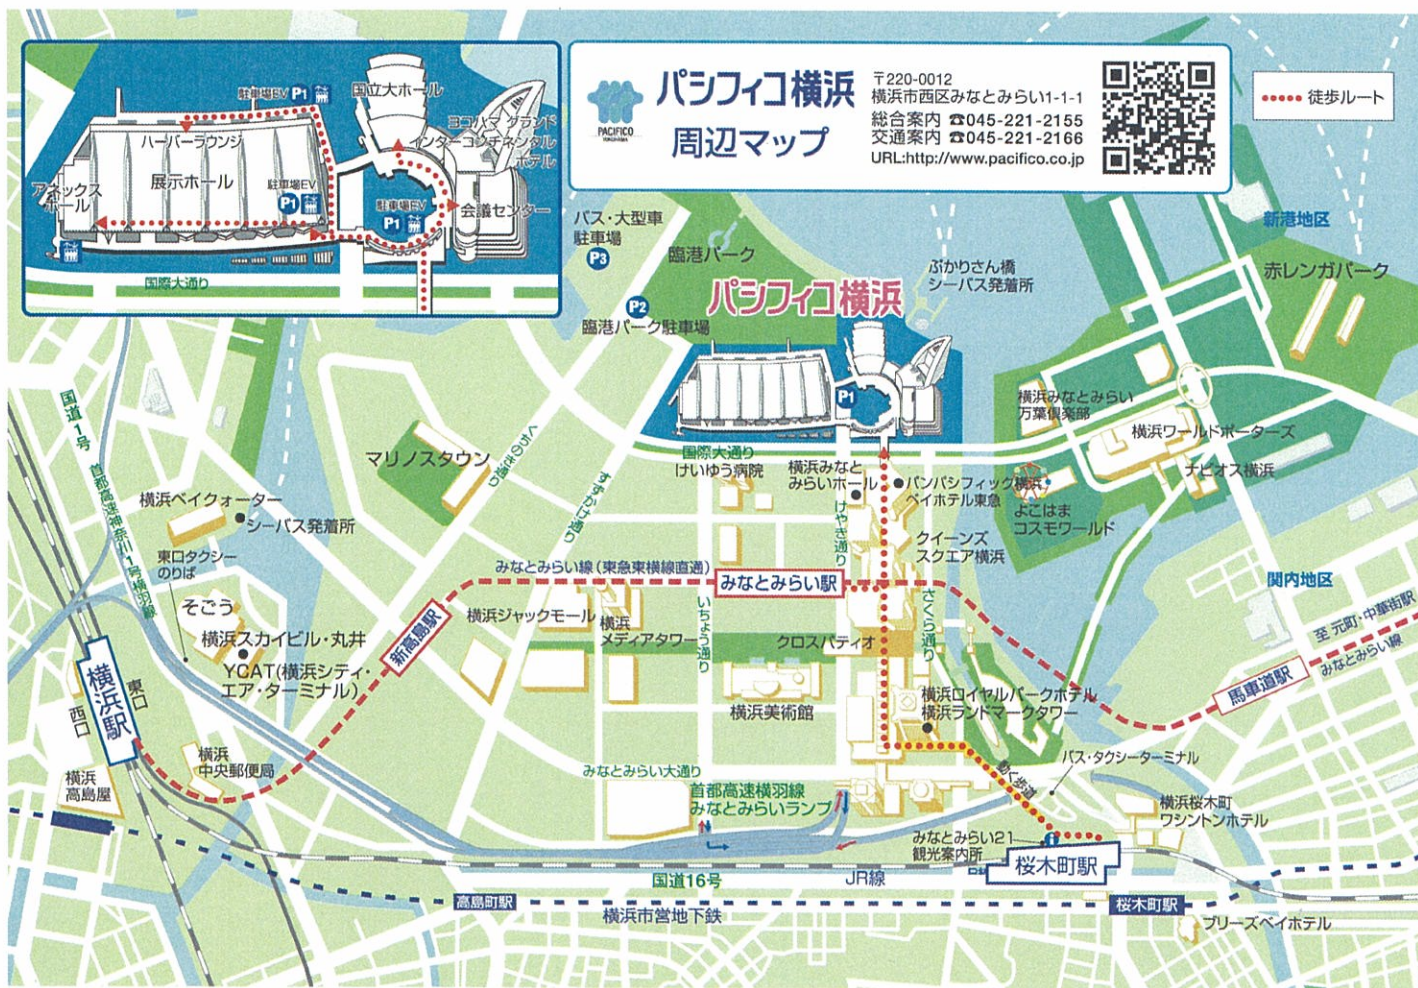 駐車場EV P1
国立大ホール
ハーバーラウンジ
ヨコハマ グランド
インターコンチネンタル
ホテル
展示ホール
アネックス
ホール
駐車場EV
P1
駐車場EV
P1
会議センター
国際大通り
PACIFICO
YOKOHAMA
パシフィコ横浜
周辺マップ
〒220-0012
横浜市西区みなとみらい1-1-1
総合案内 ☎045-221-2155
交通案内 ☎045-221-2166
URL:http://www.pacifico.co.jp
徒歩ルート
バス・大型車
駐車場
P3
臨港パーク
P2
臨港パーク駐車場
パシフィコ横浜
P1
ぷかりさん橋
シーバス発着所
新港地区
赤レンガパーク
横浜みなとみらい
万葉倶楽部
横浜ワールドポーターズ
ナビオス横浜
よこはま
コスモワールド
国道1号
首都高速神奈川1号横羽線
マリノスタウン
くちのき通り
すずかけ通り
国際大通り
けいゆう病院
横浜みなと
みらいホール
パンパシフィック横浜
ベイホテル東急
けやき通り
クイーンズ
スクエア横浜
横浜ベイクォーター
シーバス発着所
東口タクシー
のりば
そごう
横浜スカイビル・丸井
YCAT(横浜シティ・
エア・ターミナル)
みなとみらい線(東急東横線直通)
みなとみらい駅
新高島駅
横浜ジャックモール
横浜
メディアタワー
いちょう通り
クロスパティオ
さくら通り
関内地区
至 元町・中華街駅
みなとみらい線
馬車道駅
横浜駅
東口
西口
横浜美術館
横浜ロイヤルパークホテル
横浜ランドマークタワー
横浜
中央郵便局
横浜
高島屋
みなとみらい大通り
首都高速横羽線
みなとみらいランプ
動く歩道
バス・タクシーターミナル
横浜桜木町
ワシントンホテル
みなとみらい21
観光案内所
桜木町駅
国道16号
JR線
高島町駅
横浜市営地下鉄
桜木町駅
ブリーズベイホテル